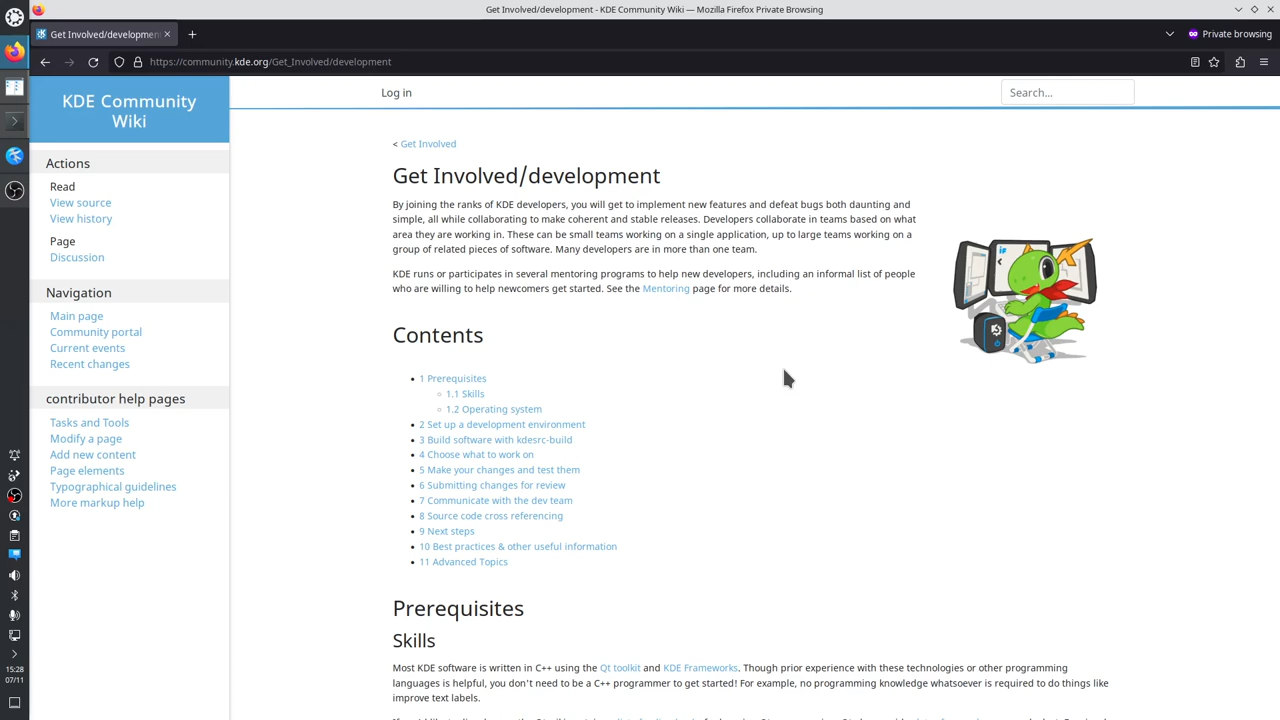 Get Involved/development - KDE Community Wiki — Mozilla Firefox Private Browsing
Get Involved/development
Private browsing
https://community.kde.org/Get_Involved/development
KDE Community
Wiki
Log in
Search...
Actions
Read
View source
View history
Page
Discussion
Navigation
Main page
Community portal
Current events
Recent changes
contributor help pages
Tasks and Tools
Modify a page
Add new content
Page elements
Typographical guidelines
More markup help
< Get Involved
Get Involved/development
By joining the ranks of KDE developers, you will get to implement new features and defeat bugs both daunting and
simple, all while collaborating to make coherent and stable releases. Developers collaborate in teams based on what
area they are working in. These can be small teams working on a single application, up to large teams working on a
group of related pieces of software. Many developers are in more than one team.
KDE runs or participates in several mentoring programs to help new developers, including an informal list of people
who are willing to help newcomers get started. See the Mentoring page for more details.
Contents
1 Prerequisites
1.1 Skills
1.2 Operating system
2 Set up a development environment
3 Build software with kdesrc-build
4 Choose what to work on
5 Make your changes and test them
6 Submitting changes for review
7 Communicate with the dev team
8 Source code cross referencing
9 Next steps
10 Best practices & other useful information
11 Advanced Topics
Prerequisites
Skills
Most KDE software is written in C++ using the Qt toolkit and KDE Frameworks. Though prior experience with these technologies or other programming
languages is helpful, you don't need to be a C++ programmer to get started! For example, no programming knowledge whatsoever is required to do things like
improve text labels.
15:28
07/11